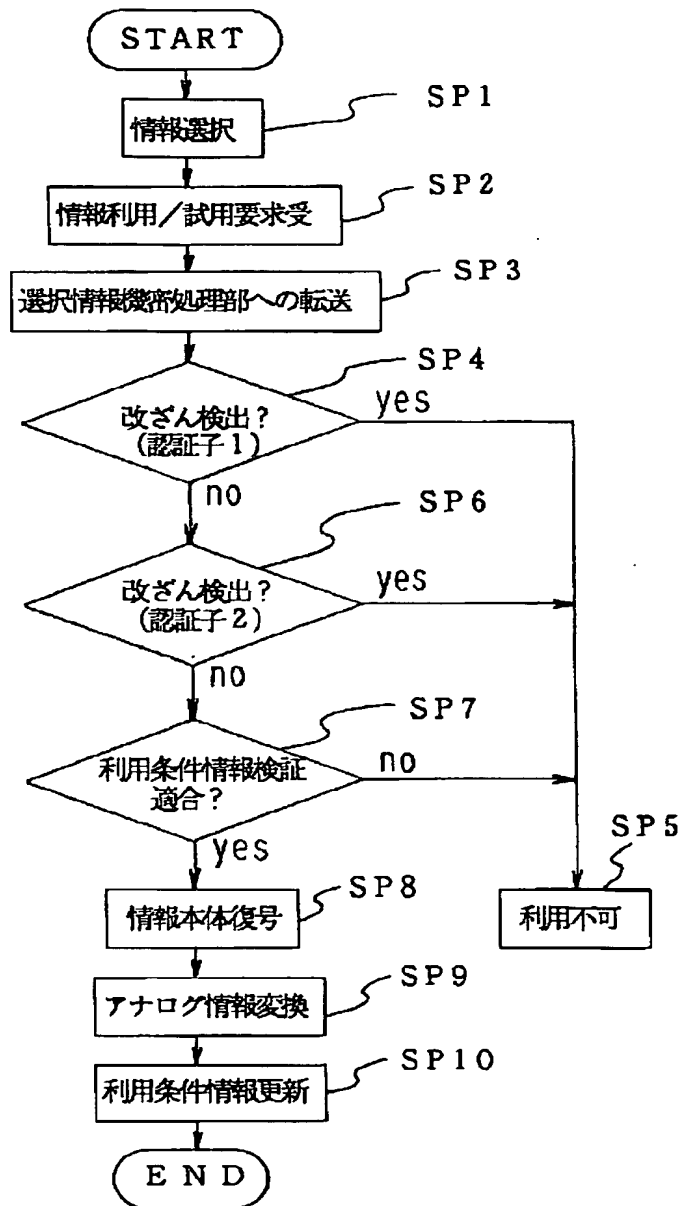 START
SP1
情報選択
SP2
情報利用／試用要求受
SP3
選択情報機密処理部への転送
SP4
改ざん検出？
(認証子1)
yes
no
SP6
改ざん検出？
(認証子2)
yes
no
SP7
利用条件情報検証
適合？
no
yes
SP5
利用不可
SP8
情報本体復号
SP9
アナログ情報変換
SP10
利用条件情報更新
END